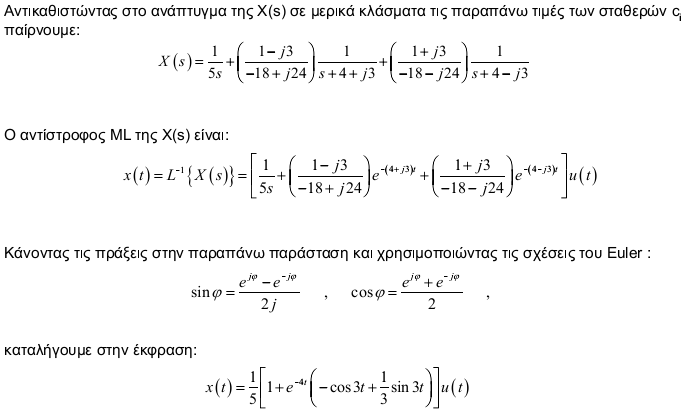 Αντικαθιστώντας στο ανάπτυγμα της X(s) σε μερικά κλάσματα τις παραπάνω τιμές των σταθερών c_i
παίρνουμε:
X(s) = \frac{1}{5s} + \left(\frac{1-j3}{-18+j24}\right)\frac{1}{s+4+j3} + \left(\frac{1+j3}{-18-j24}\right)\frac{1}{s+4-j3}
Ο αντίστροφος ML της X(s) είναι:
x(t) = L^{-1}\{X(s)\} = \left[\frac{1}{5s} + \left(\frac{1-j3}{-18+j24}\right)e^{-(4+j3)t} + \left(\frac{1+j3}{-18-j24}\right)e^{-(4-j3)t}\right]u(t)
Κάνοντας τις πράξεις στην παραπάνω παράσταση και χρησιμοποιώντας τις σχέσεις του Euler :
\sin\varphi = \frac{e^{j\varphi} - e^{-j\varphi}}{2j} , \cos\varphi = \frac{e^{j\varphi} + e^{-j\varphi}}{2} ,
καταλήγουμε στην έκφραση:
x(t) = \frac{1}{5}\left[1 + e^{-4t}\left(-\cos 3t + \frac{1}{3}\sin 3t\right)\right]u(t)